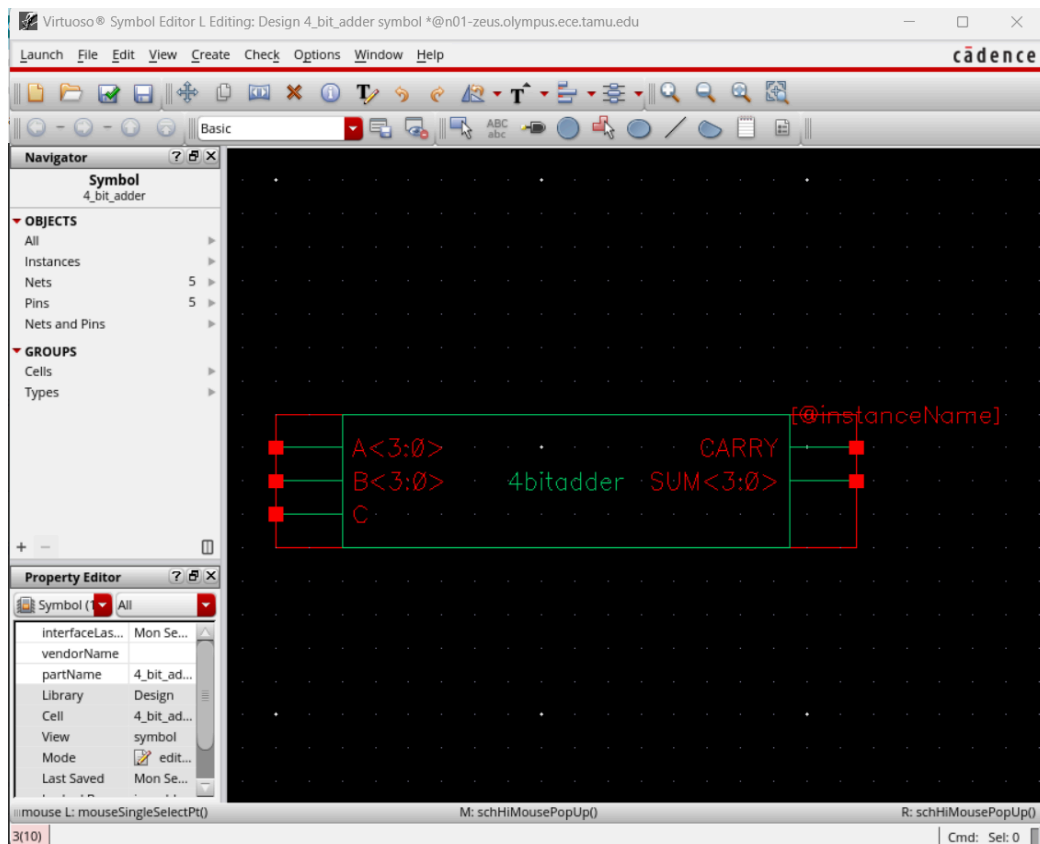 Virtuoso® Symbol Editor L Editing: Design 4_bit_adder symbol *@n01-zeus.olympus.ece.tamu.edu
Launch File Edit View Create Check Options Window Help cādence
Basic
ABC
abc
Navigator
Symbol
4_bit_adder
OBJECTS
All
Instances
Nets 5
Pins 5
Nets and Pins
GROUPS
Cells
Types
[@instanceName]
A<3:0> CARRY
B<3:0> 4bitadder SUM<3:0>
C
Property Editor
Symbol (1 All
interfaceLas... Mon Se...
vendorName
partName 4_bit_ad...
Library Design
Cell 4_bit_ad...
View symbol
Mode edit...
Last Saved Mon Se...
mouse L: mouseSingleSelectPt() M: schHiMousePopUp() R: schHiMousePopUp()
3(10) Cmd: Sel: 0